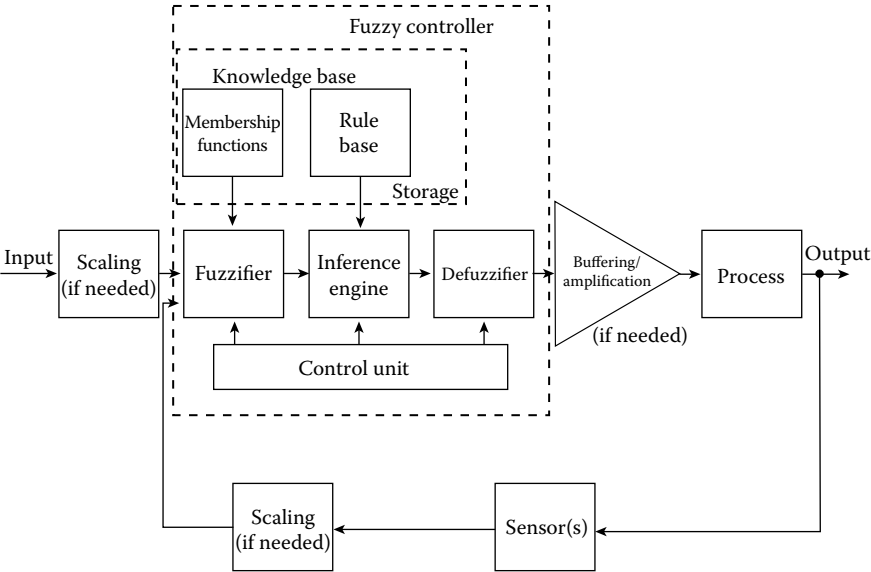 Fuzzy controller
Knowledge base
Membership
functions
Rule
base
Storage
Input
Scaling
(if needed)
Fuzzifier
Inference
engine
Defuzzifier
Buffering/
amplification
(if needed)
Process
Output
Control unit
Scaling
(if needed)
Sensor(s)